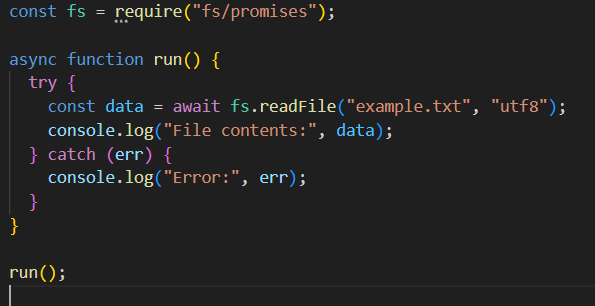 const fs = require("fs/promises");
async function run() {
  try {
    const data = await fs.readFile("example.txt", "utf8");
    console.log("File contents:", data);
  } catch (err) {
    console.log("Error:", err);
  }
}
run();